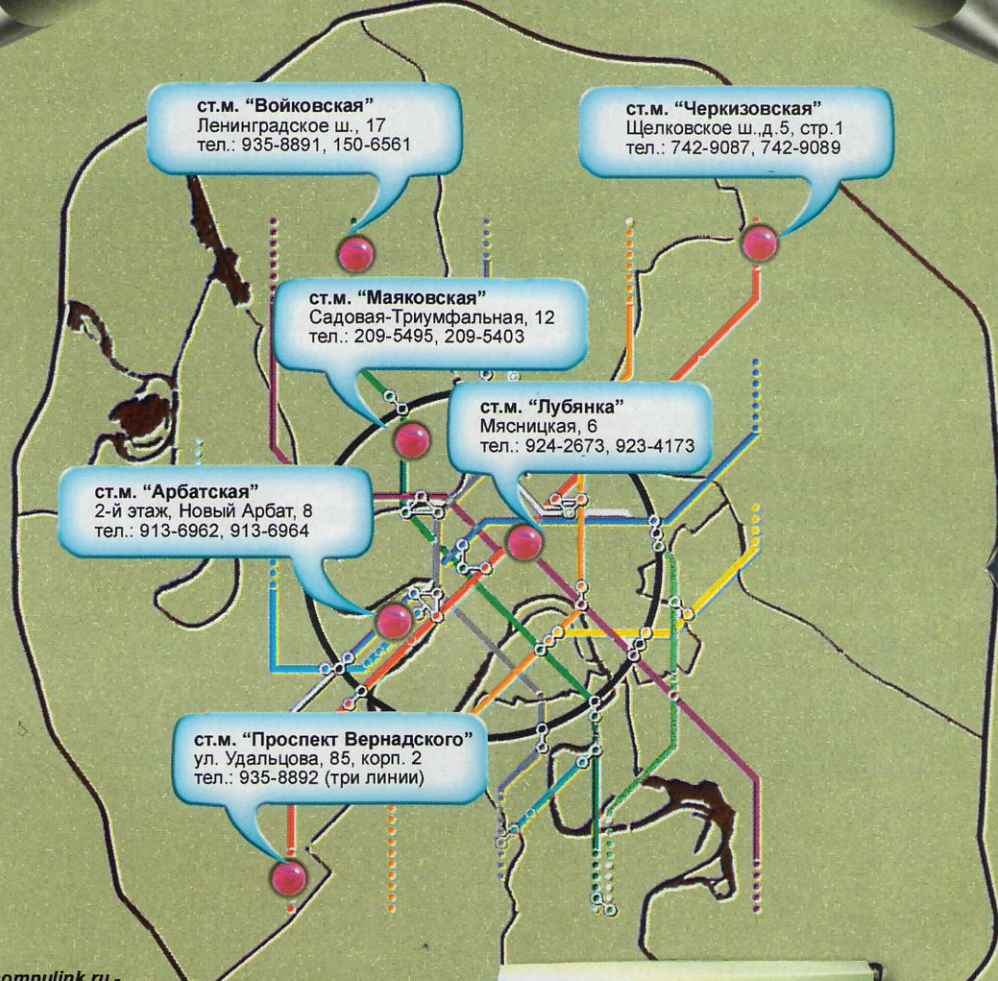 ст.м. “Войковская”
Ленинградское ш., 17
тел.: 935-8891, 150-6561
ст.м. “Черкизовская”
Щелковское ш.,д.5, стр.1
тел.: 742-9087, 742-9089
ст.м. “Маяковская”
Садовая-Триумфальная, 12
тел.: 209-5495, 209-5403
ст.м. “Лубянка”
Мясницкая, 6
тел.: 924-2673, 923-4173
ст.м. “Арбатская”
2-й этаж, Новый Арбат, 8
тел.: 913-6962, 913-6964
ст.м. “Проспект Вернадского”
ул. Удальцова, 85, корп. 2
тел.: 935-8892 (три линии)
ompulink.ru -